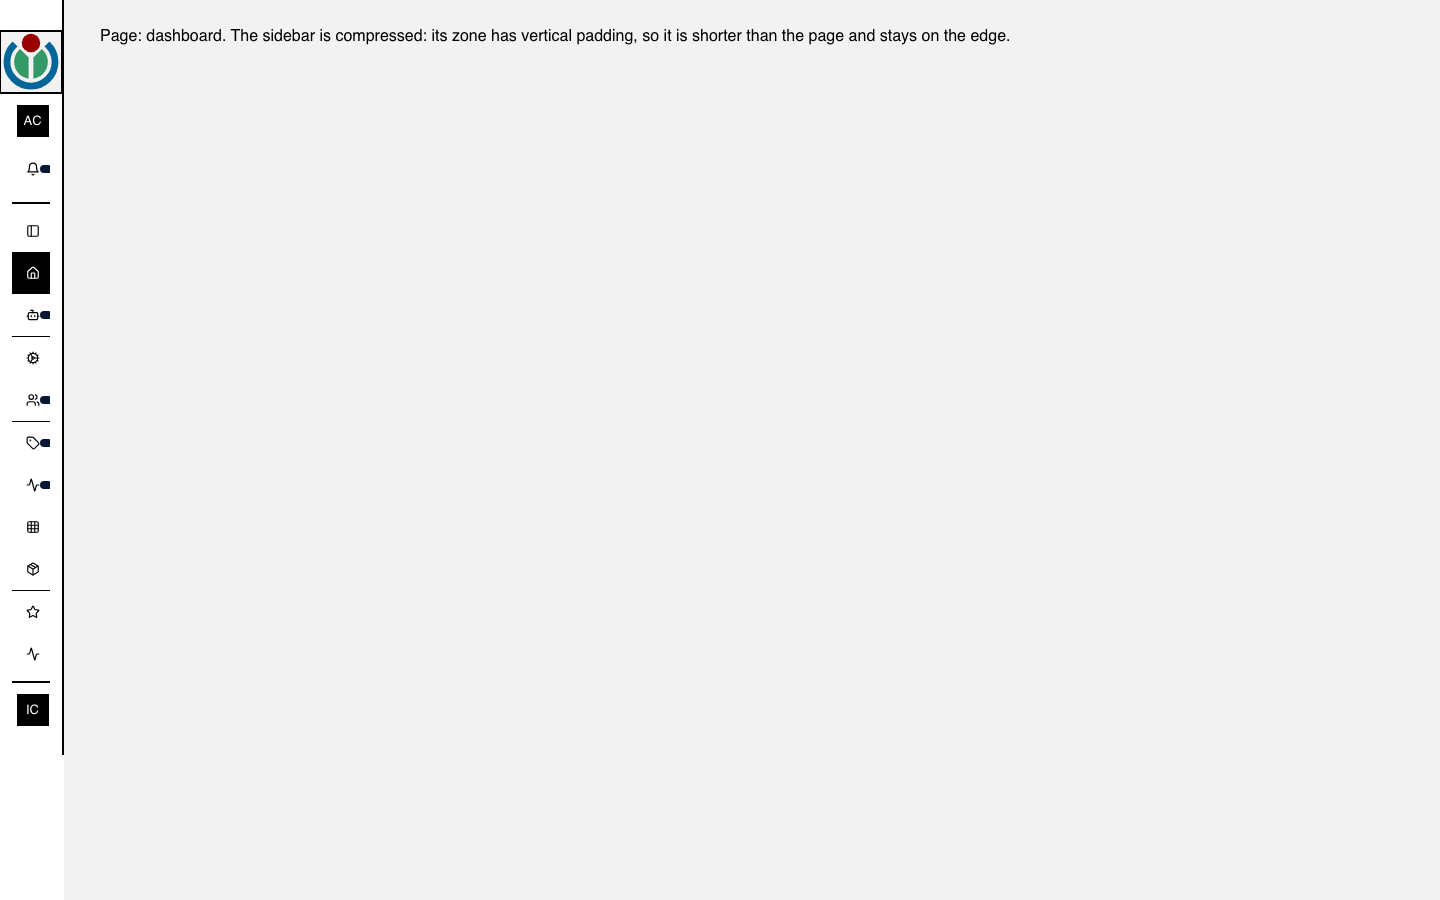 Page: dashboard. The sidebar is compressed: its zone has vertical padding, so it is shorter than the page and stays on the edge.
AC
IC